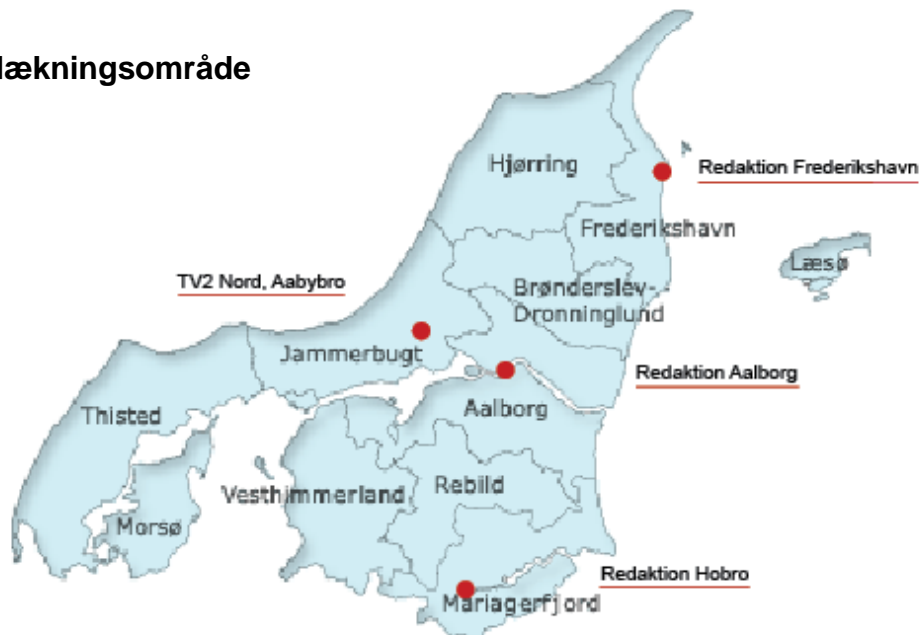 lækningsområde
Hjørring
Redaktion Frederikshavn
Frederikshavn
Læsø
TV2 Nord, Aabybro
Brønderslev-
Dronninglund
Jammerbugt
Redaktion Aalborg
Thisted
Aalborg
Vesthimmerland
Rebild
Morsø
Redaktion Hobro
Mariagerfjord